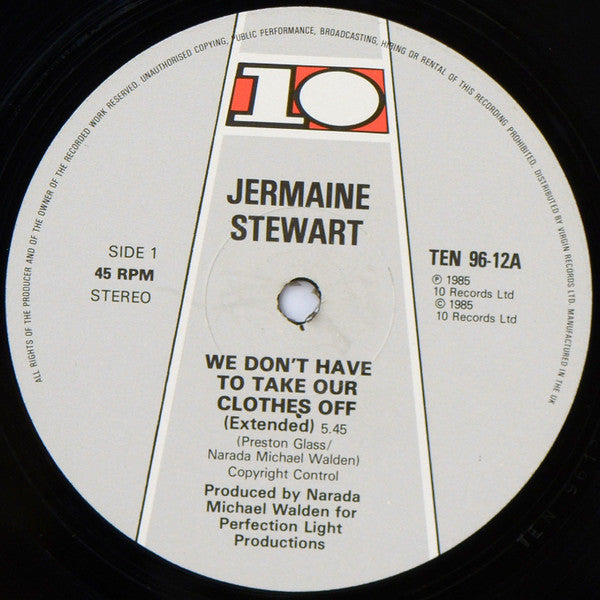 ALL RIGHTS OF THE PRODUCER AND OF THE OWNER OF THE RECORDED WORK RESERVED. UNAUTHORISED COPYING, PUBLIC PERFORMANCE, BROADCASTING, HIRING OR RENTAL OF THIS RECORDING PROHIBITED. DISTRIBUTED BY VIRGIN RECORDS LTD. MANUFACTURED IN THE UK
10
JERMAINE
STEWART
SIDE 1
45 RPM
STEREO
TEN 96-12A
℗ 1985
10 Records Ltd
© 1985
10 Records Ltd
WE DON'T HAVE
TO TAKE OUR
CLOTHES OFF
(Extended) 5.45
(Preston Glass/
Narada Michael Walden)
Copyright Control
Produced by Narada
Michael Walden for
Perfection Light
Productions
TEN 961